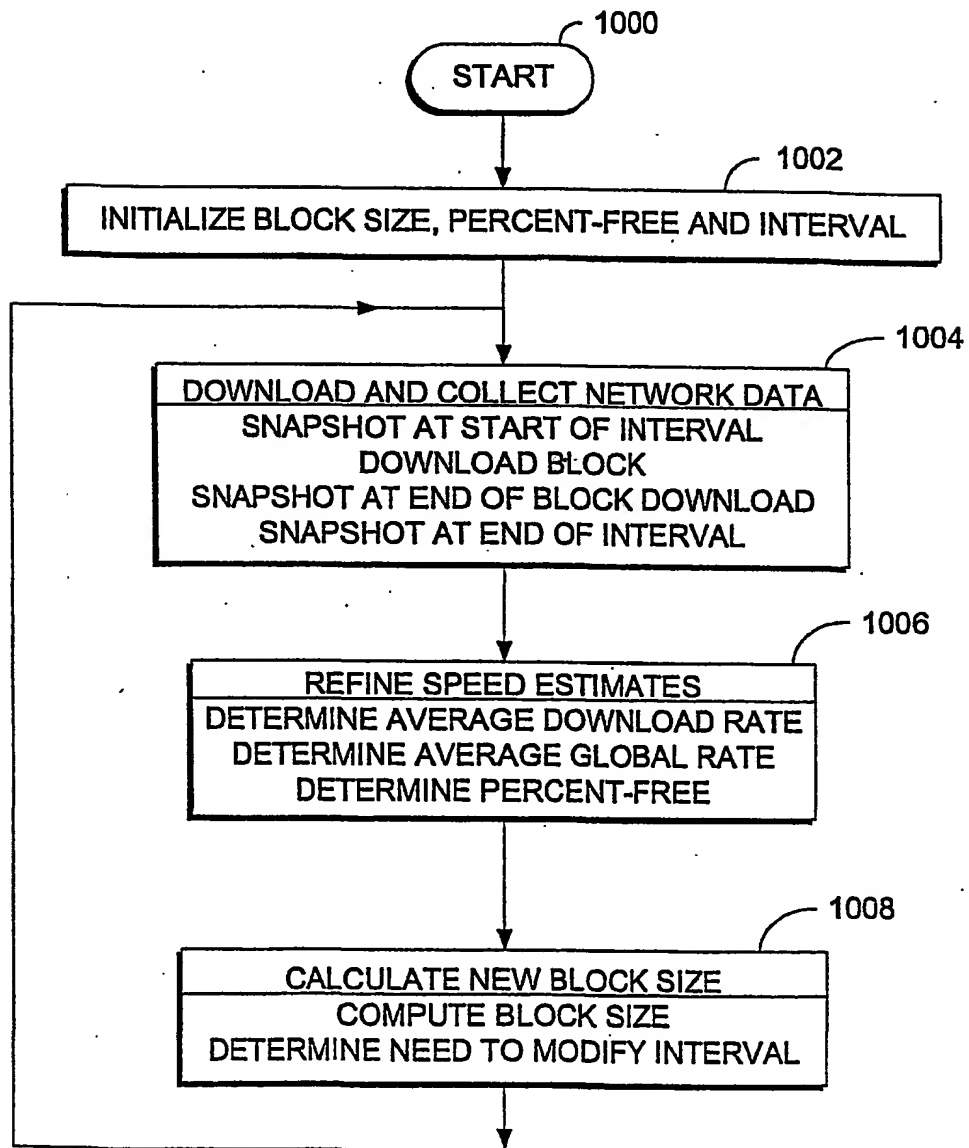 1000
START
1002
INITIALIZE BLOCK SIZE, PERCENT-FREE AND INTERVAL
1004
DOWNLOAD AND COLLECT NETWORK DATA
SNAPSHOT AT START OF INTERVAL
DOWNLOAD BLOCK
SNAPSHOT AT END OF BLOCK DOWNLOAD
SNAPSHOT AT END OF INTERVAL
1006
REFINE SPEED ESTIMATES
DETERMINE AVERAGE DOWNLOAD RATE
DETERMINE AVERAGE GLOBAL RATE
DETERMINE PERCENT-FREE
1008
CALCULATE NEW BLOCK SIZE
COMPUTE BLOCK SIZE
DETERMINE NEED TO MODIFY INTERVAL